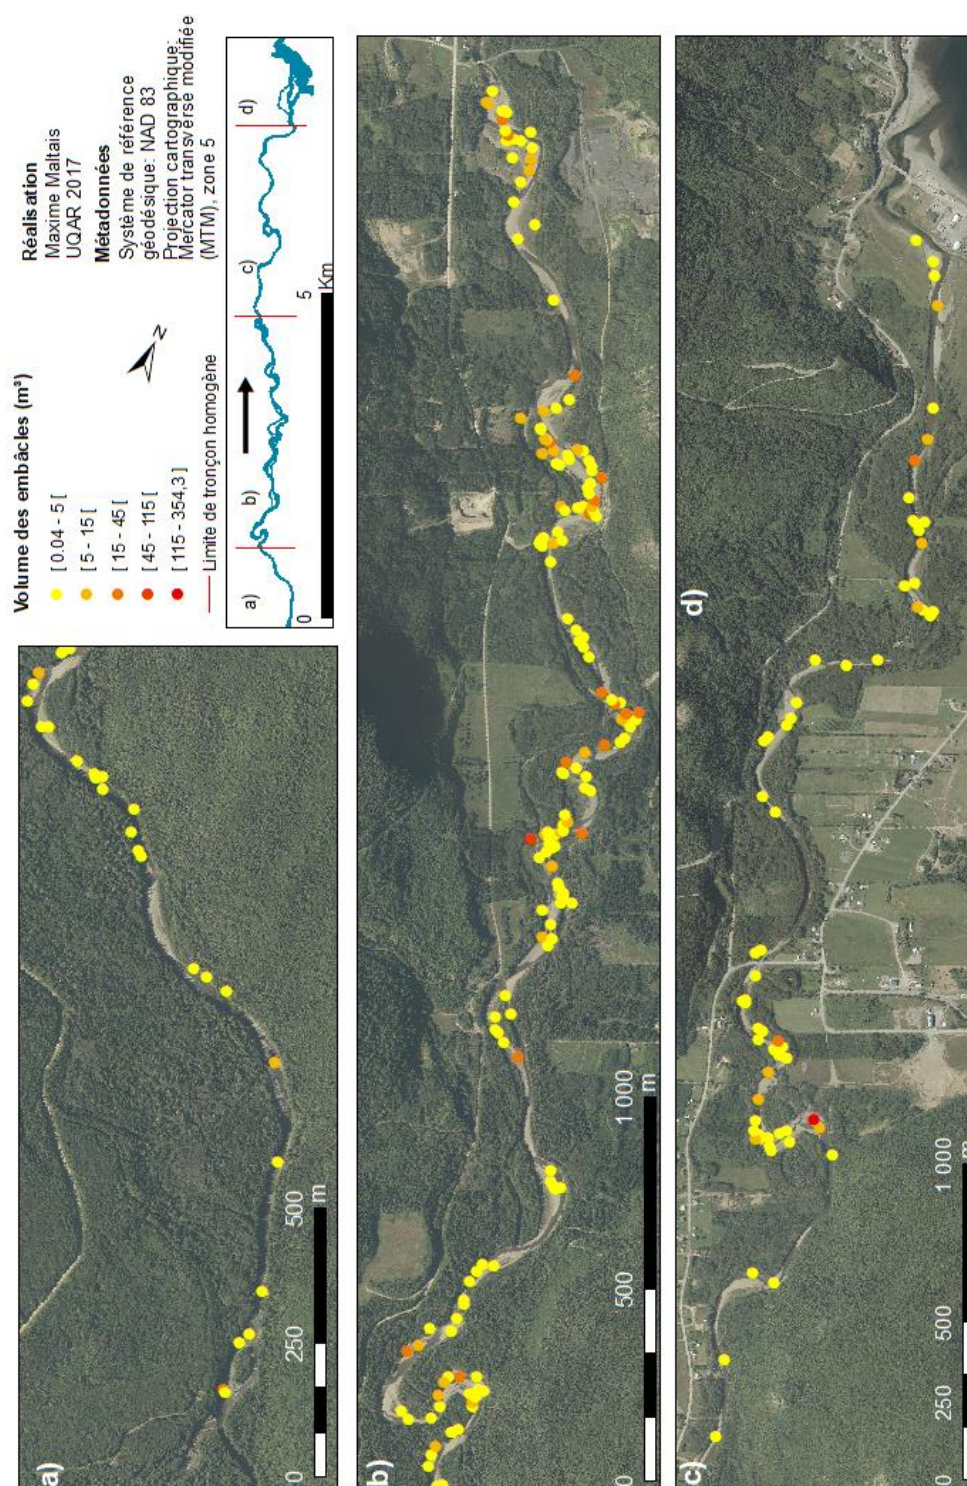 Volume des embâcles (m³)
[ 0.04 - 5 [
[ 5 - 15 [
[ 15 - 45 [
[ 45 - 115 [
[ 115 - 354,3 ]
Limite de tronçon homogène
Réalisation
Maxime Maltais
UQAR 2017
Métadonnées
Système de référence
géodésique: NAD 83
Projection cartographique:
Mercator transverse modifiée
(MTM), zone 5
N
a)
b)
c)
d)
0 5
Km
a)
0 250 500
m
b)
0 500 1 000
m
c)
d)
0 250 500 1 000
m